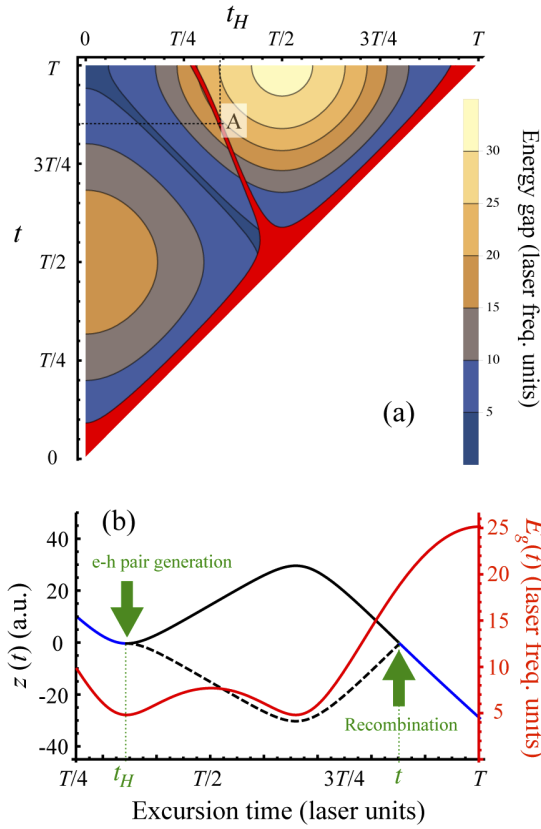 t_H
0 T/4 T/2 3T/4 T
T
3T/4
t
T/2
T/4
0
A
(a)
30
25
20
15
10
5
Energy gap (laser freq. units)
(b)
40
20
0
-20
-40
z (t) (a.u.)
e-h pair generation
Recombination
25
20
15
10
5
E_g(t) (laser freq. units)
T/4 t_H T/2 3T/4 t T
Excursion time (laser units)